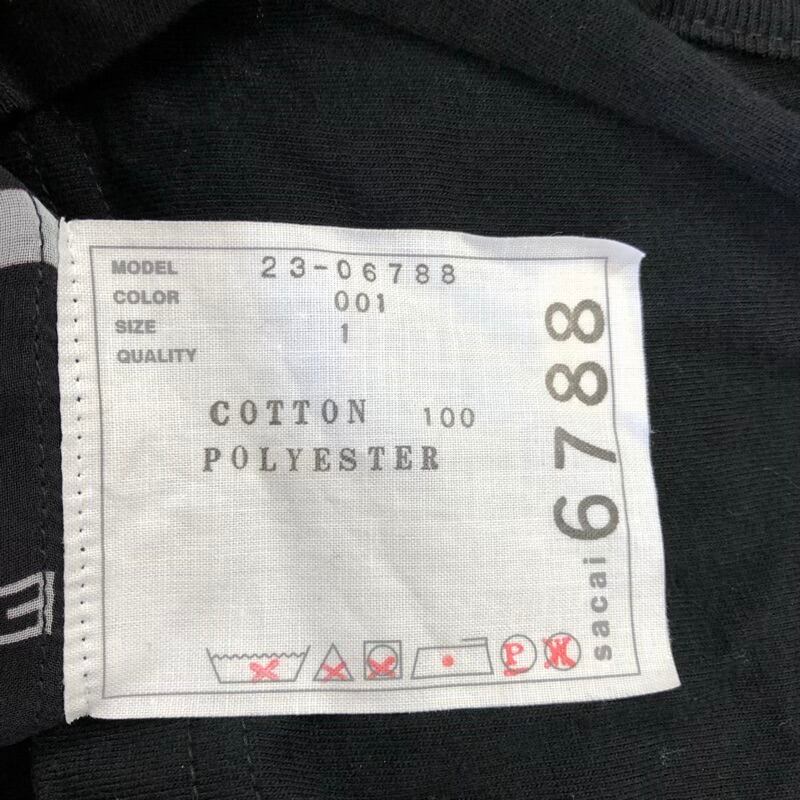 MODEL 23-06788
COLOR 001
SIZE 1
QUALITY
COTTON 100
POLYESTER
sacai 6788
P
W